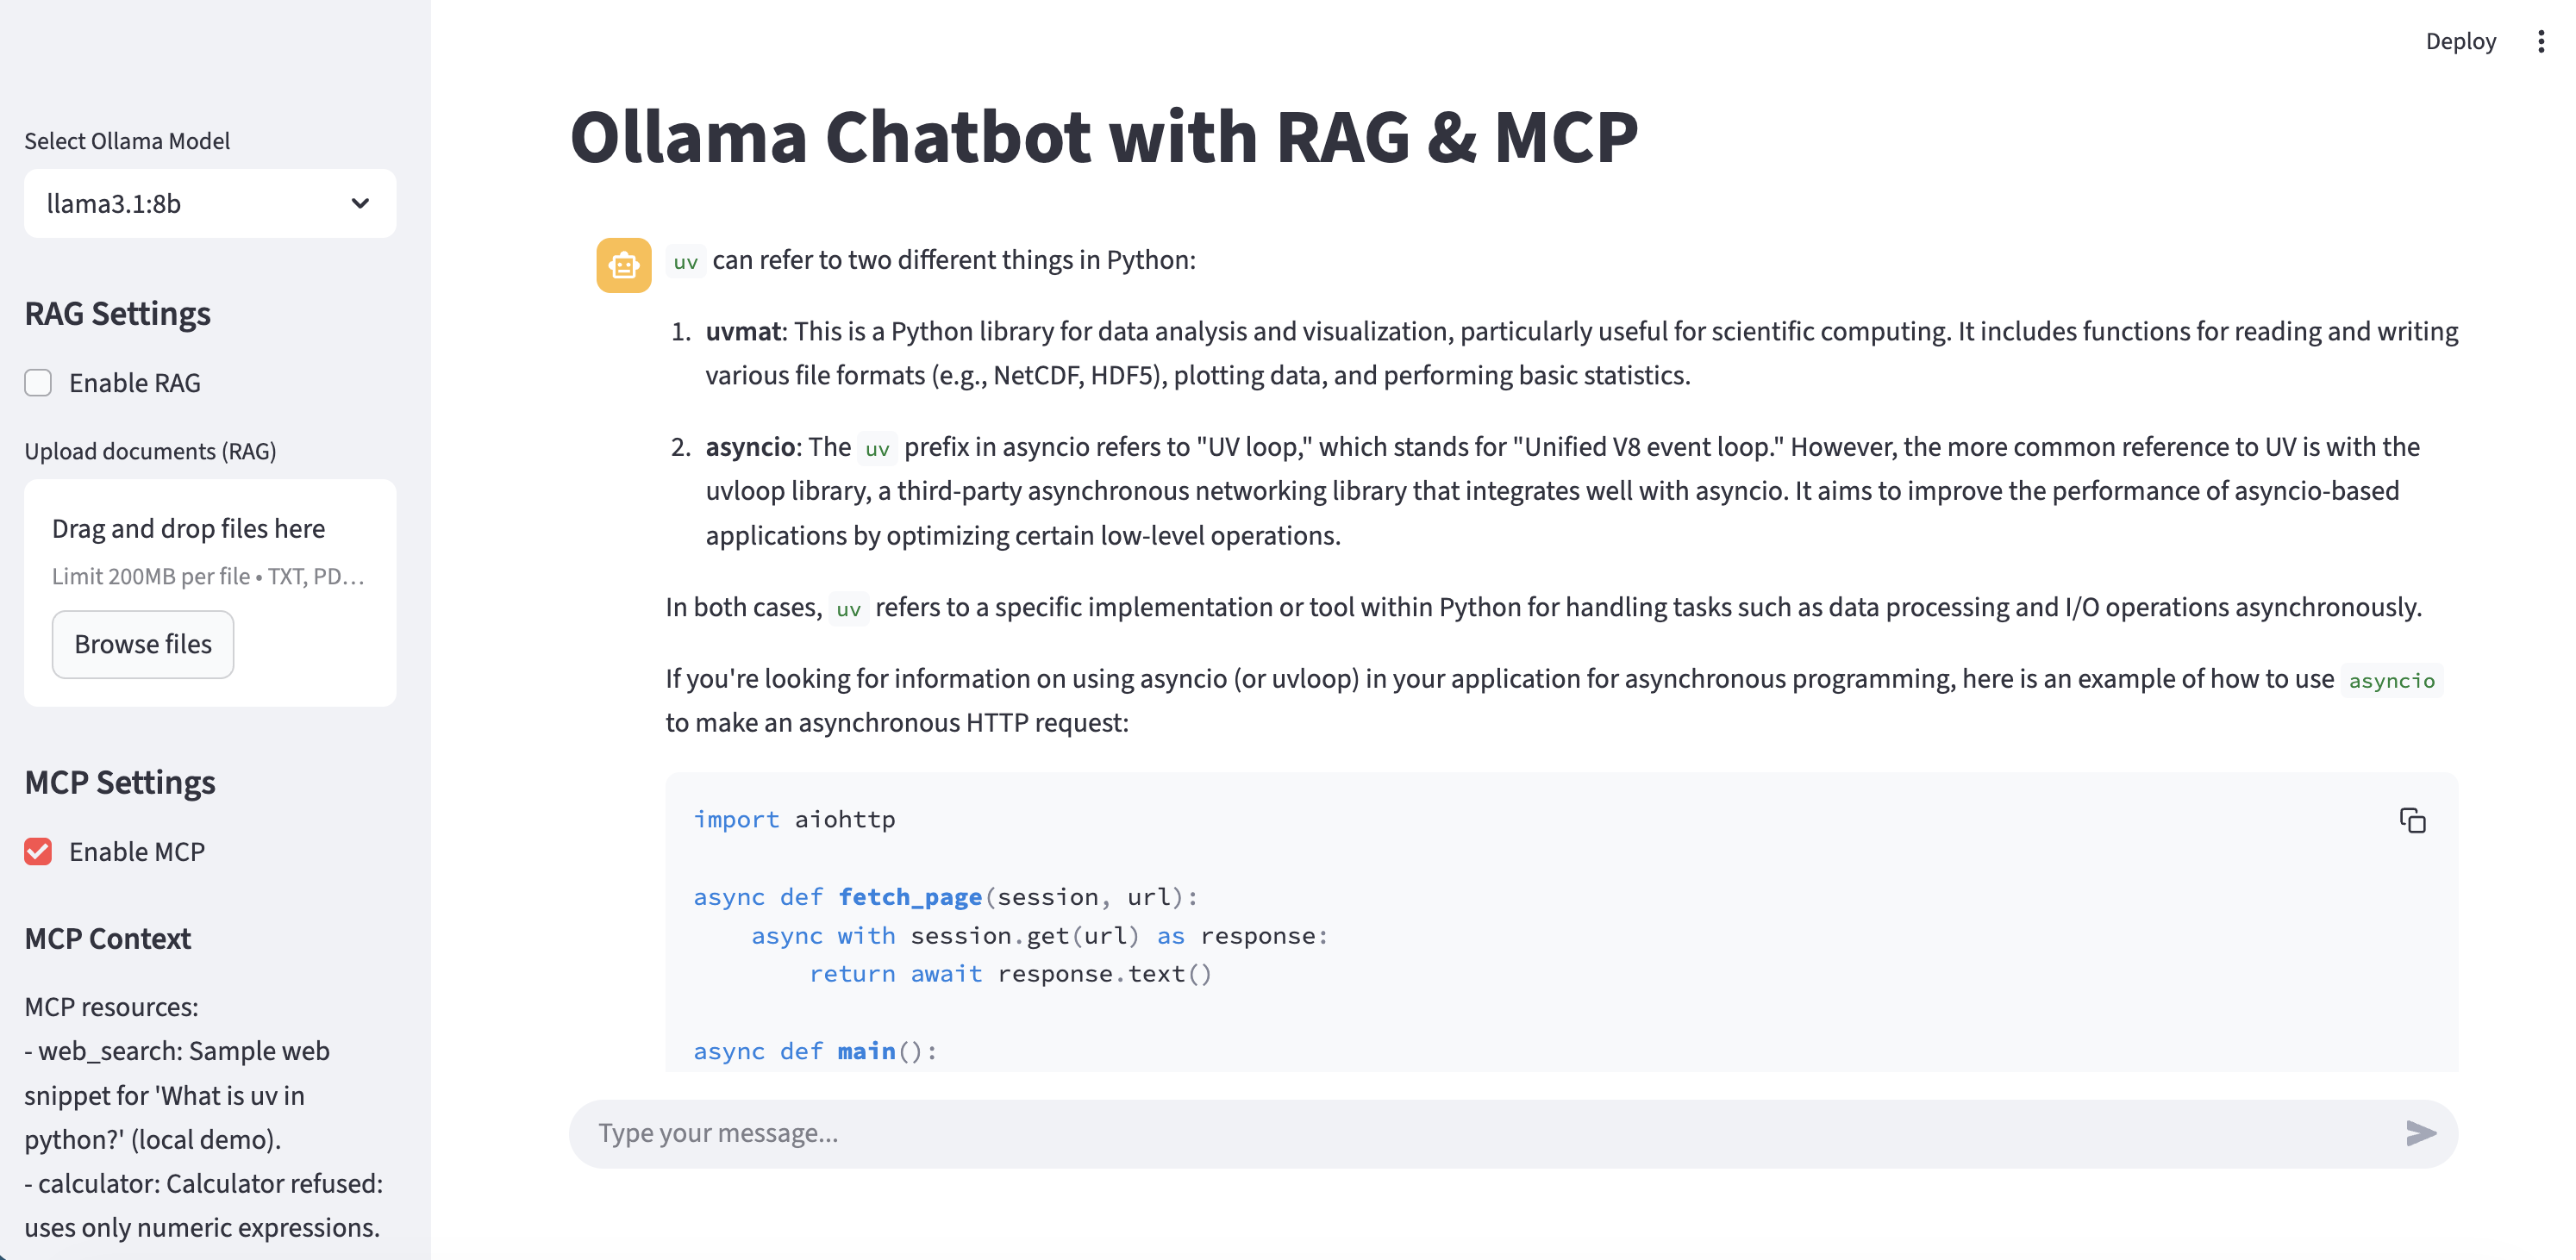 Deploy
Select Ollama Model
llama3.1:8b
RAG Settings
Enable RAG
Upload documents (RAG)
Drag and drop files here
Limit 200MB per file • TXT, PD...
Browse files
MCP Settings
Enable MCP
MCP Context
MCP resources:
- web_search: Sample web
snippet for 'What is uv in
python?' (local demo).
- calculator: Calculator refused:
uses only numeric expressions.
Ollama Chatbot with RAG & MCP
uv can refer to two different things in Python:
1. uvmat: This is a Python library for data analysis and visualization, particularly useful for scientific computing. It includes functions for reading and writing
various file formats (e.g., NetCDF, HDF5), plotting data, and performing basic statistics.
2. asyncio: The uv prefix in asyncio refers to "UV loop," which stands for "Unified V8 event loop." However, the more common reference to UV is with the
uvloop library, a third-party asynchronous networking library that integrates well with asyncio. It aims to improve the performance of asyncio-based
applications by optimizing certain low-level operations.
In both cases, uv refers to a specific implementation or tool within Python for handling tasks such as data processing and I/O operations asynchronously.
If you're looking for information on using asyncio (or uvloop) in your application for asynchronous programming, here is an example of how to use asyncio
to make an asynchronous HTTP request:
import aiohttp
async def fetch_page(session, url):
    async with session.get(url) as response:
        return await response.text()
async def main():
Type your message...